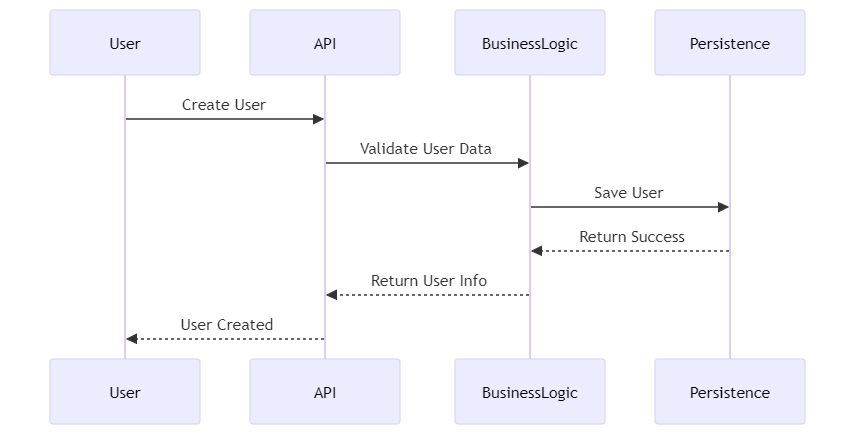 User
API
BusinessLogic
Persistence
Create User
Validate User Data
Save User
Return Success
Return User Info
User Created
User
API
BusinessLogic
Persistence